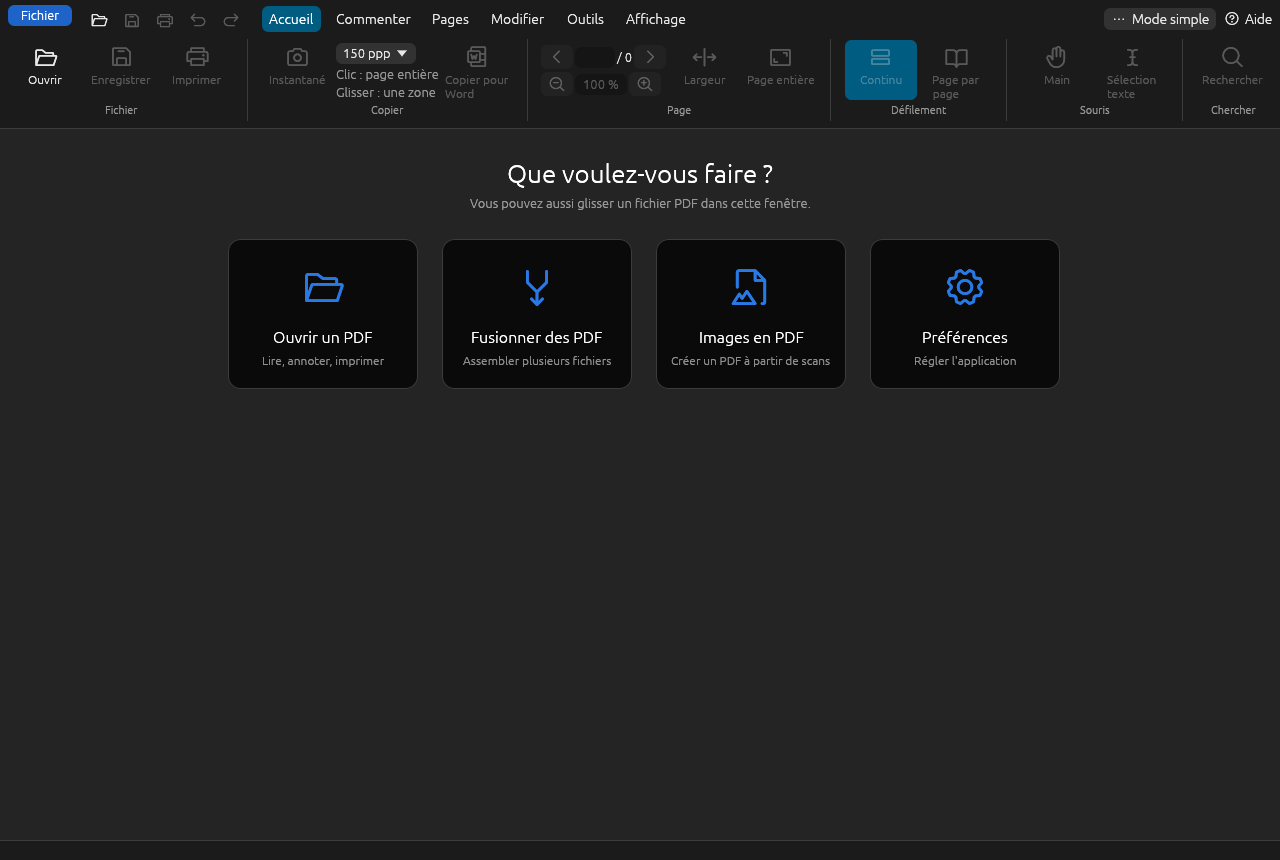 Fichier
Accueil
Commenter
Pages
Modifier
Outils
Affichage
··· Mode simple
Aide
Ouvrir
Enregistrer
Imprimer
Fichier
Instantané
150 ppp
Clic : page entière
Glisser : une zone
Copier pour
Word
Copier
/ 0
100 %
Largeur
Page entière
Page
Continu
Page par
page
Défilement
Main
Sélection
texte
Souris
Rechercher
Chercher
Que voulez-vous faire ?
Vous pouvez aussi glisser un fichier PDF dans cette fenêtre.
Ouvrir un PDF
Lire, annoter, imprimer
Fusionner des PDF
Assembler plusieurs fichiers
Images en PDF
Créer un PDF à partir de scans
Préférences
Régler l'application